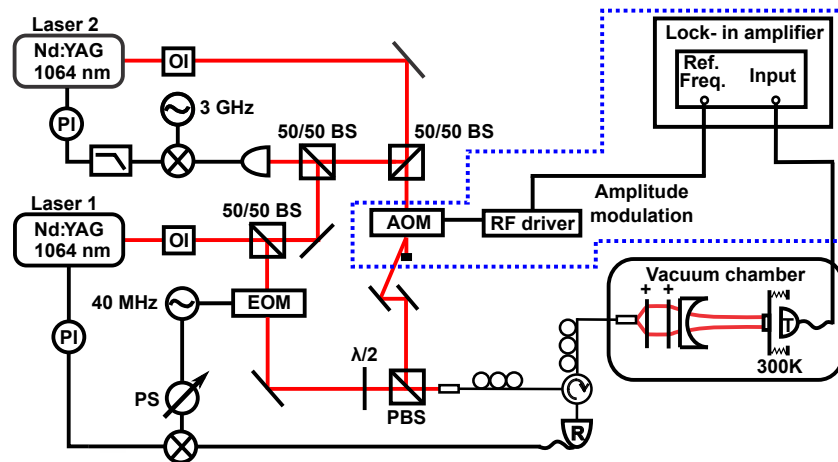 Laser 2
Nd:YAG
1064 nm
OI
PI
3 GHz
50/50 BS
50/50 BS
Lock- in amplifier
Ref.
Freq.
Input
Laser 1
Nd:YAG
1064 nm
OI
50/50 BS
AOM
RF driver
Amplitude
modulation
40 MHz
EOM
PI
PS
λ/2
PBS
R
Vacuum chamber
+ +
T
300K